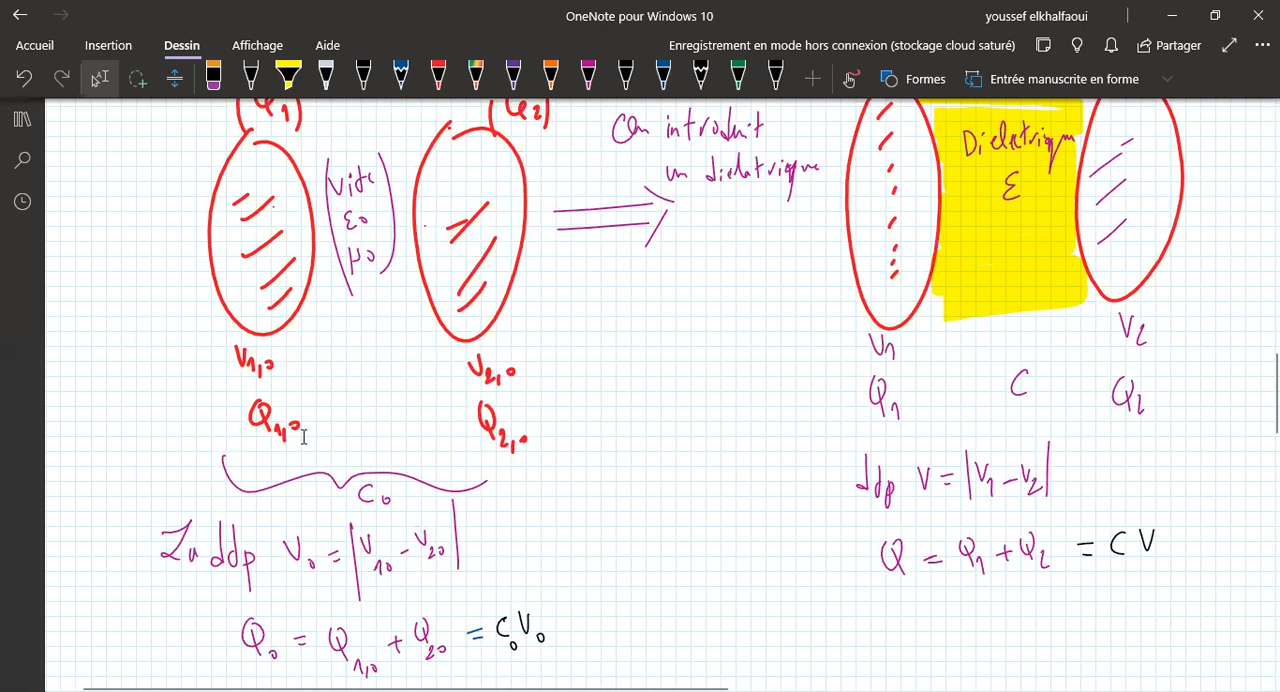 OneNote pour Windows 10
youssef elkhalfaoui
Accueil Insertion Dessin Affichage Aide
Enregistrement en mode hors connexion (stockage cloud saturé)
Partager
Formes
Entrée manuscrite en forme
(φ1) (φ2)
On introduit
un dielectrique
Vide
ε0
μ0
Dielectrique
ε
V1,0 V2,0
Q1,0 Q2,0
C0
La ddp V0 = |V10 - V20|
Q0 = Q1,0 + Q20 = C0V0
V1 V2
Q1 C Q2
ddp V = |V1 - V2|
Q = Q1 + Q2 = C V